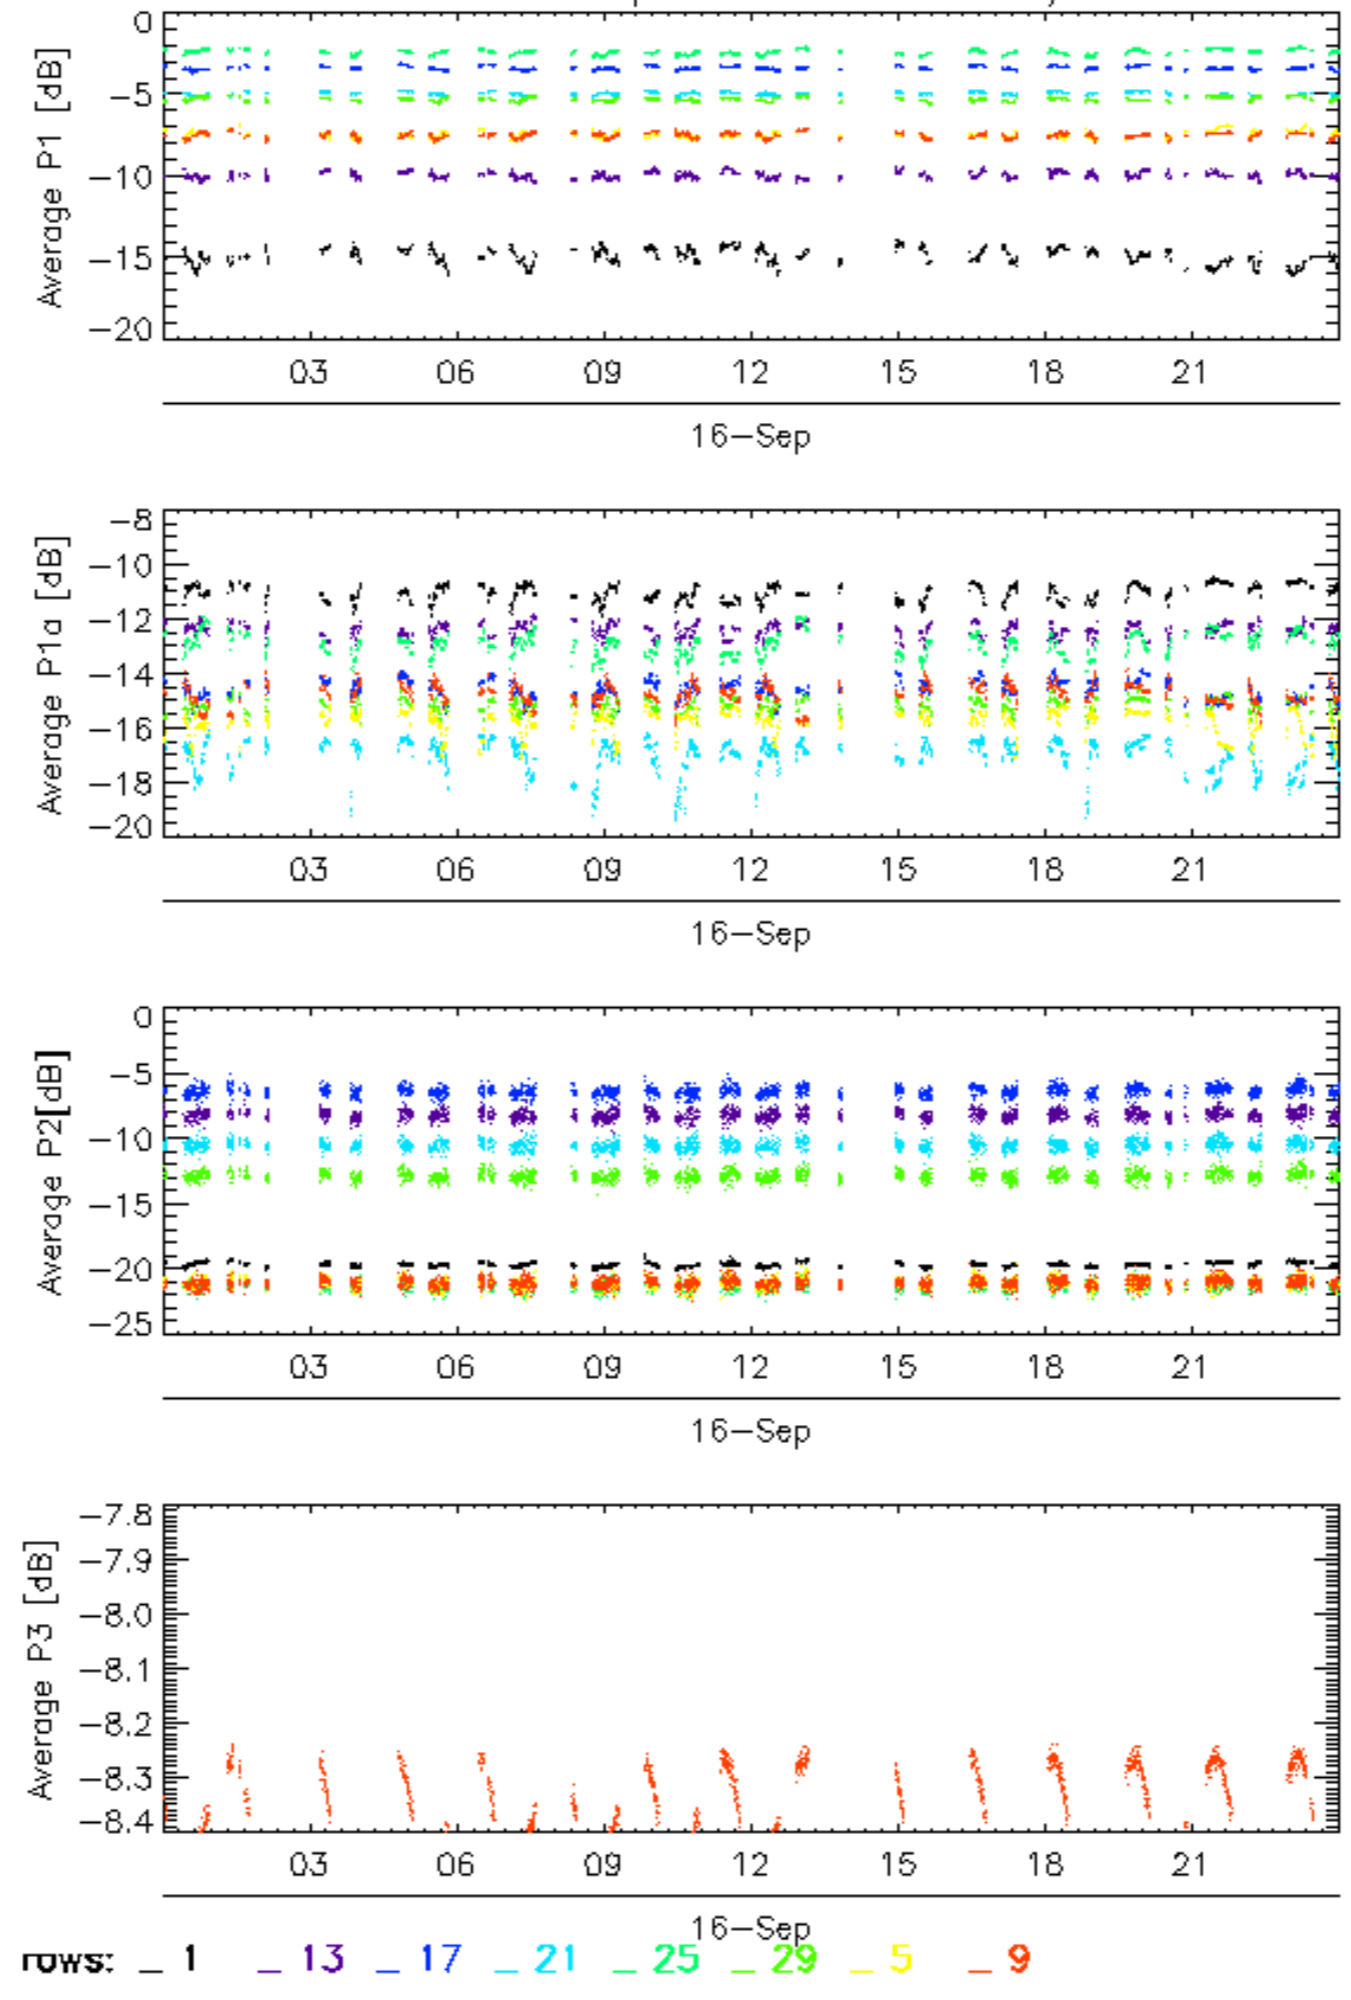 0
−5
−10
−15
−20
Average P1 [dB]
03 06 09 12 15 18 21
16−Sep
−8
−10
−12
−14
−16
−18
−20
Average P1a [dB]
03 06 09 12 15 18 21
16−Sep
0
−5
−10
−15
−20
−25
Average P2[dB]
03 06 09 12 15 18 21
16−Sep
−7.8
−7.9
−8.0
−8.1
−8.2
−8.3
−8.4
Average P3 [dB]
03 06 09 12 15 18 21
16−Sep
rows: _ 1 _ 13 _ 17 _ 21 _ 25 _ 29 _ 5 _ 9